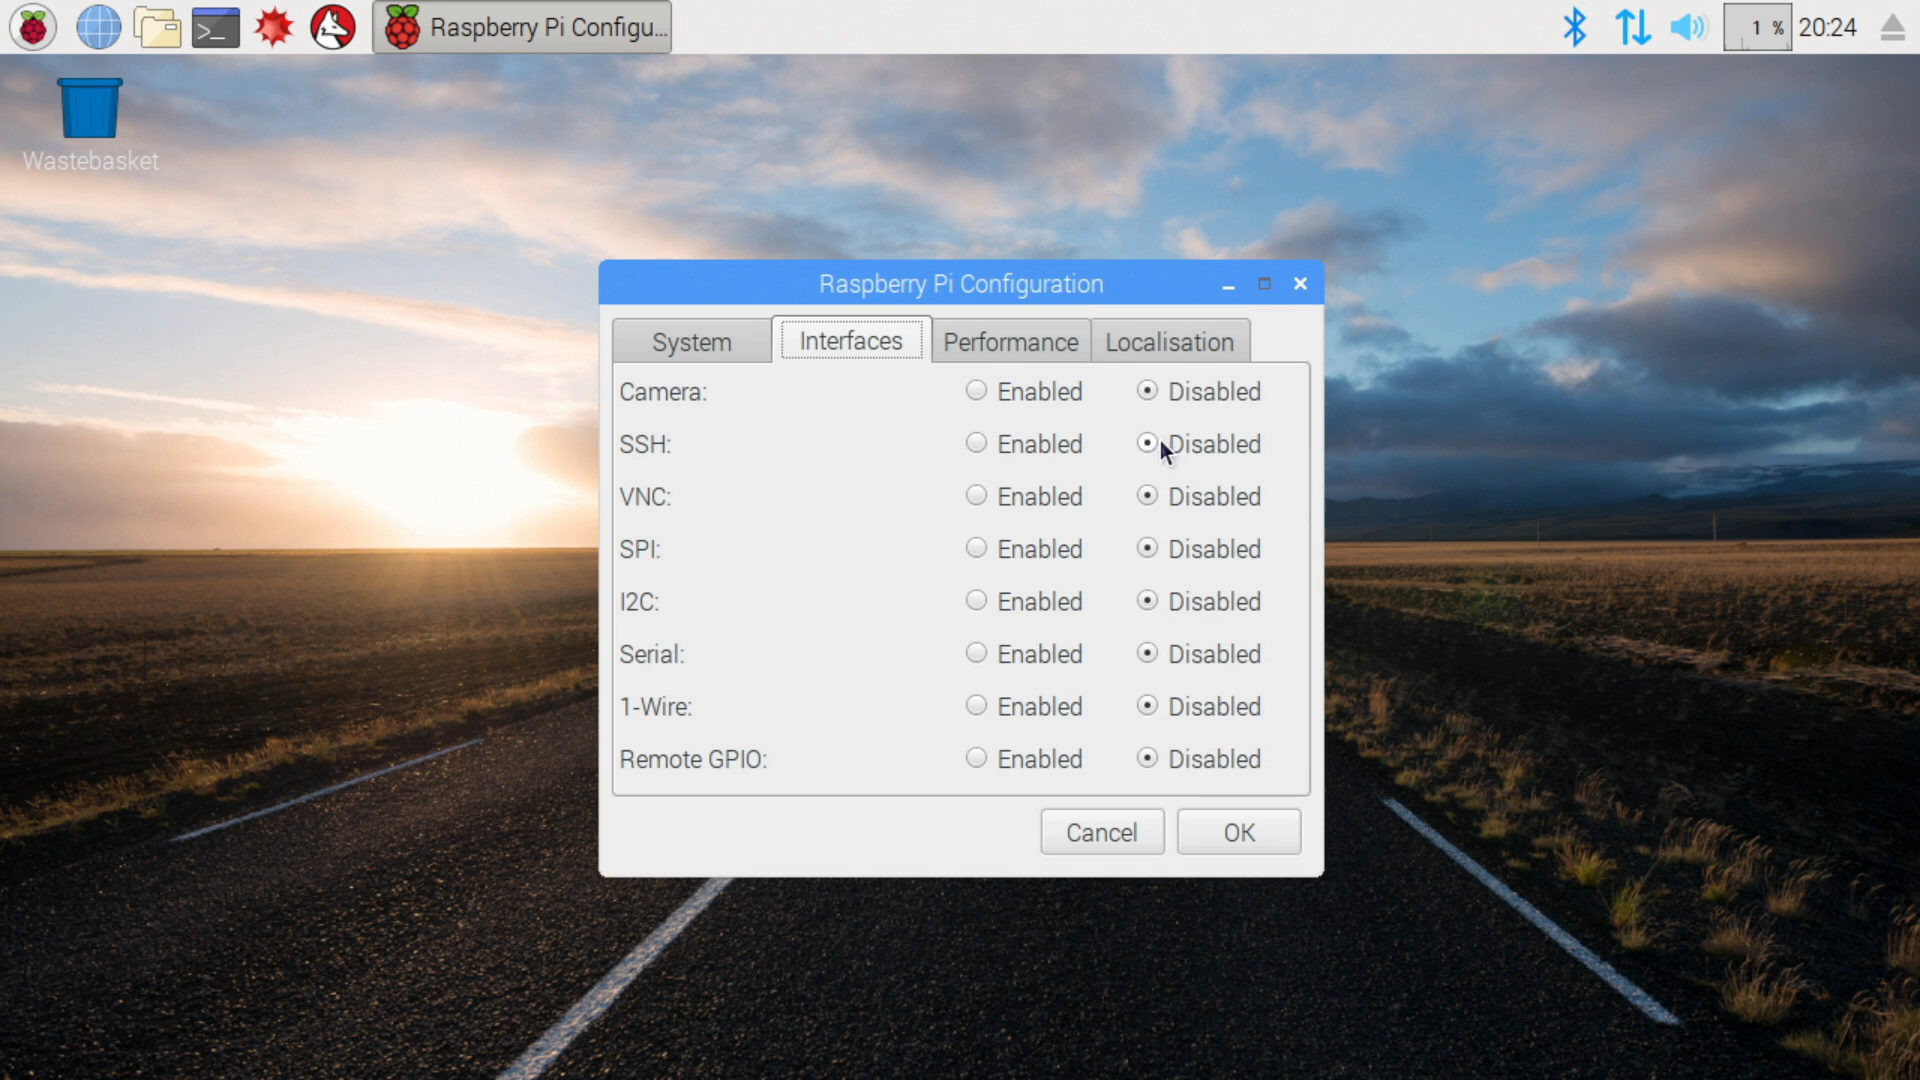 Raspberry Pi Configu...
1 %
20:24
Wastebasket
Raspberry Pi Configuration
System Interfaces Performance Localisation
Camera: Enabled Disabled
SSH: Enabled Disabled
VNC: Enabled Disabled
SPI: Enabled Disabled
I2C: Enabled Disabled
Serial: Enabled Disabled
1-Wire: Enabled Disabled
Remote GPIO: Enabled Disabled
Cancel OK